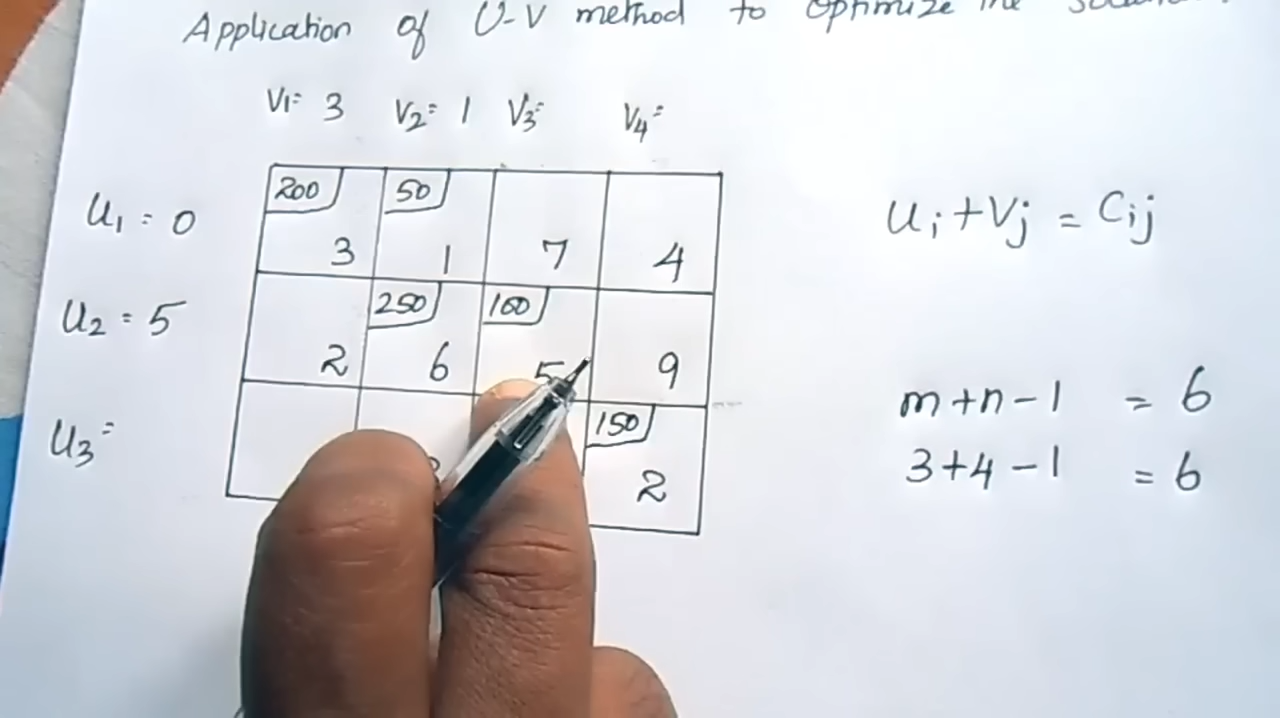 Application of U-V method to optimize the
V1= 3 V2= 1 V3= V4=
U1 = 0
200 50
3 1 7 4
U2 = 5
250 100
2 6 5 9
U3=
150
2
Ui+Vj = Cij
m+n-1 = 6
3+4-1 = 6